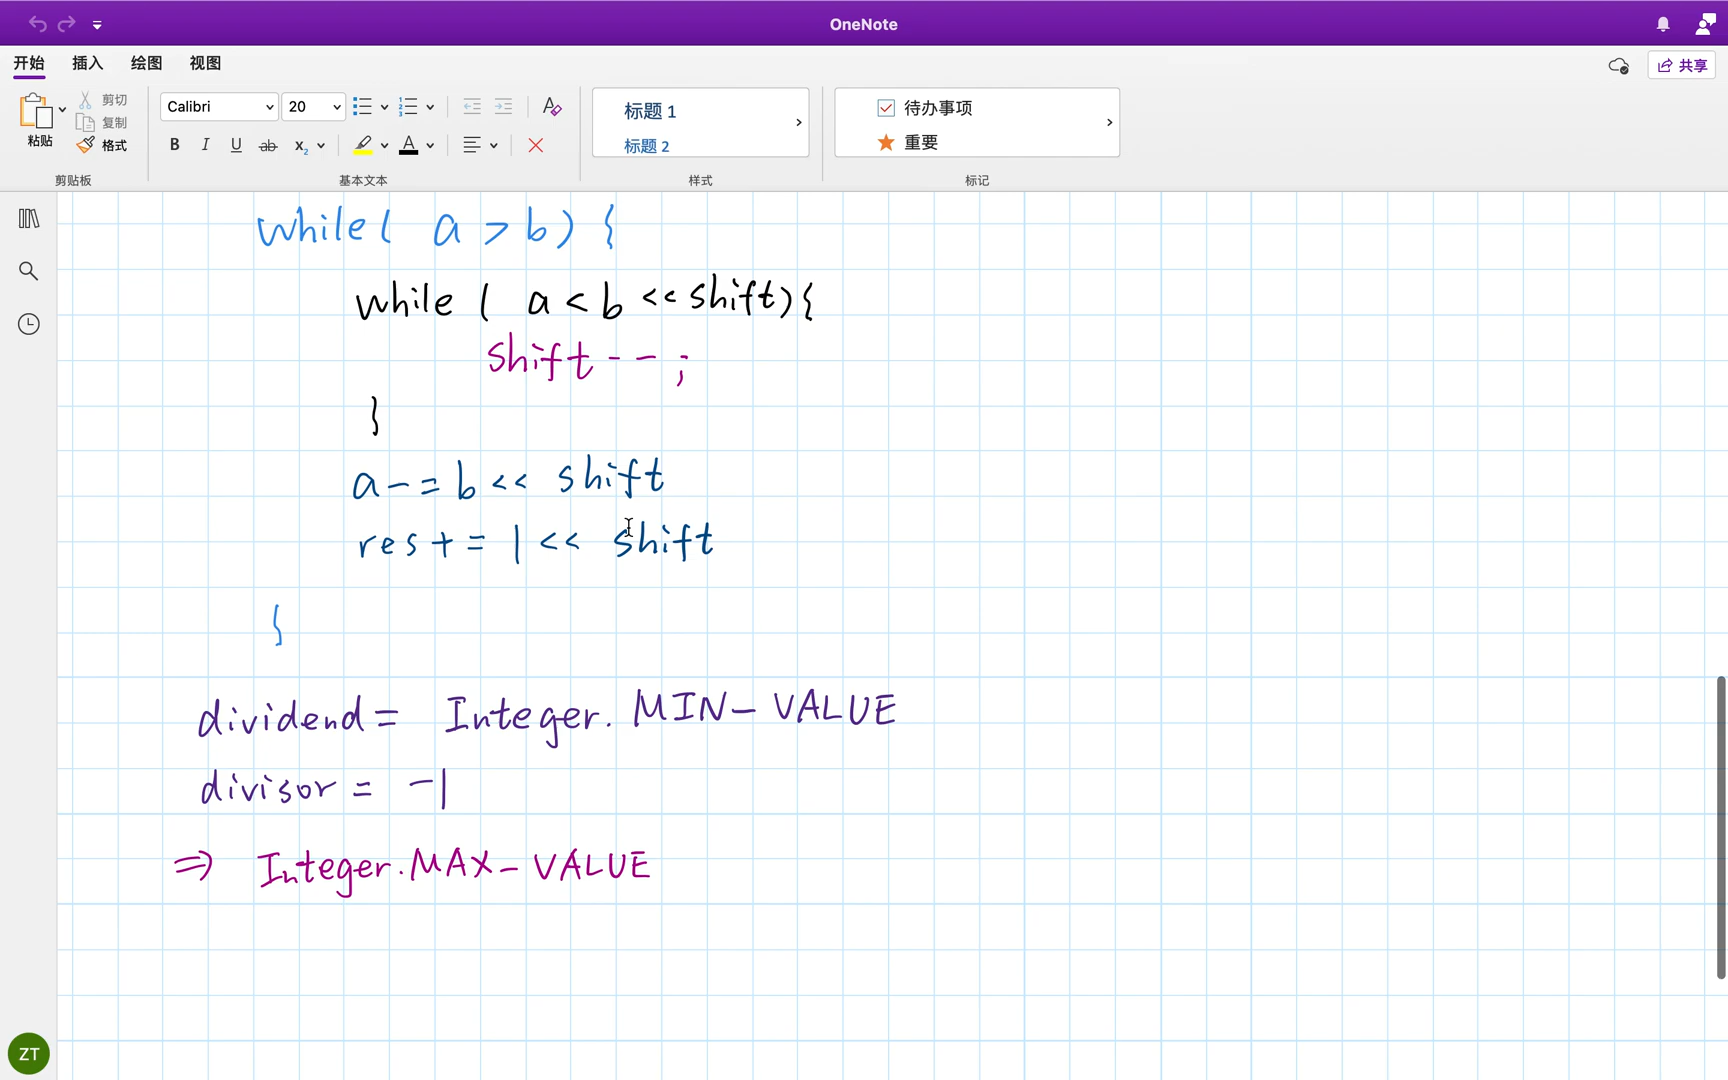 OneNote
开始 插入 绘图 视图
共享
粘贴
剪切
复制
格式
剪贴板
Calibri 20
B I U ab x₂ A A
基本文本
标题 1
标题 2
样式
待办事项
重要
标记
while( a > b) {
while ( a < b << shift){
shift -- ;
}
a -= b << shift
res += 1 << shift
}
dividend = Integer. MIN_VALUE
divisor = -1
⇒ Integer.MAX_VALUE
ZT